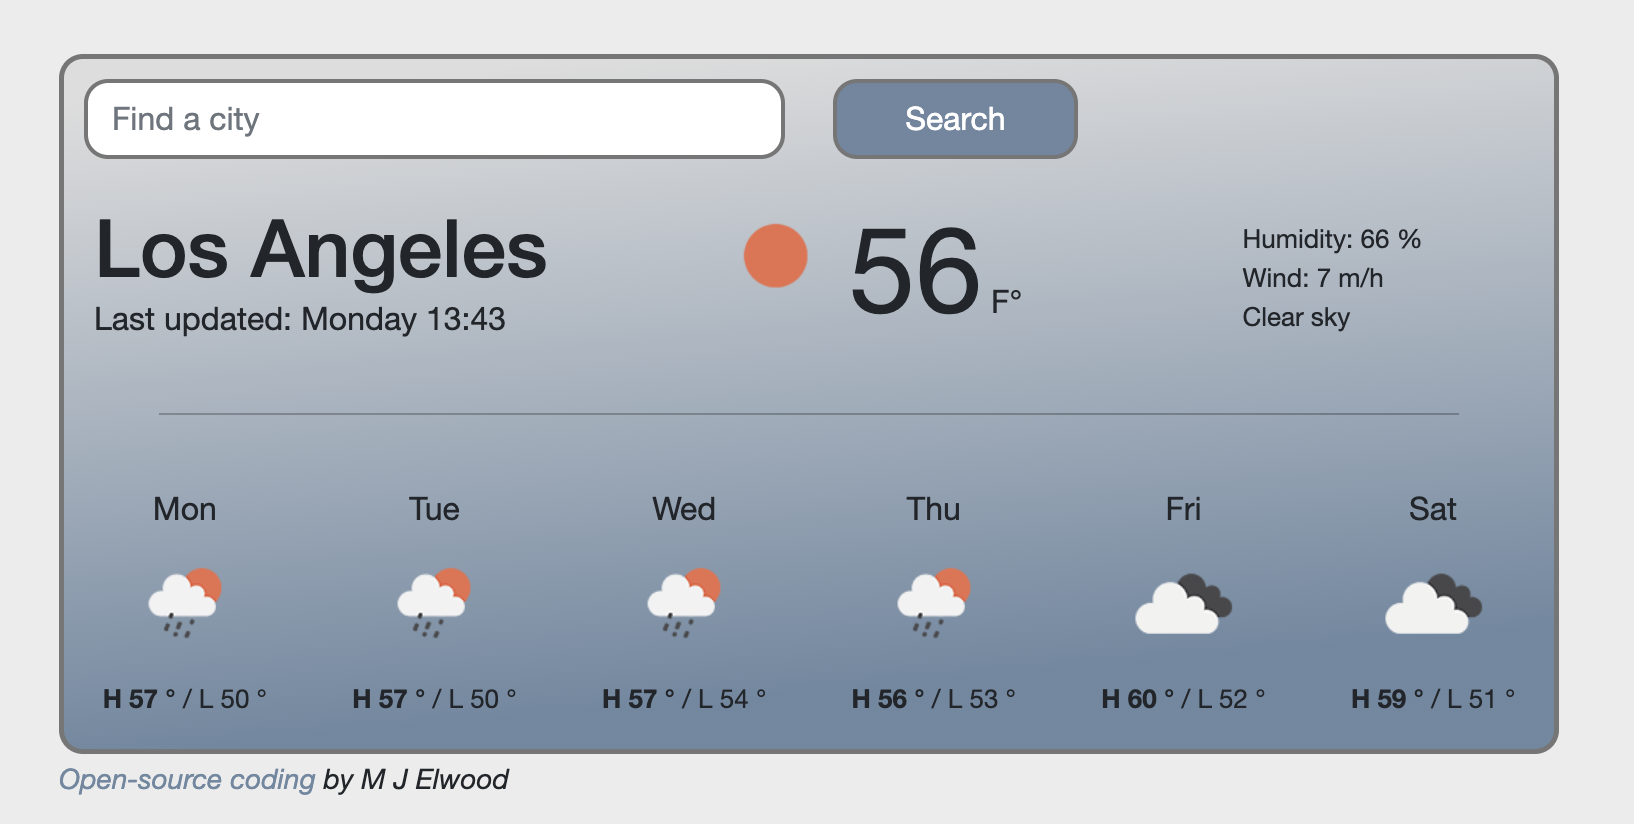 Find a city
Search
Los Angeles
Last updated: Monday 13:43
56 F°
Humidity: 66 %
Wind: 7 m/h
Clear sky
Mon
Tue
Wed
Thu
Fri
Sat
H 57 ° / L 50 °
H 57 ° / L 50 °
H 57 ° / L 54 °
H 56 ° / L 53 °
H 60 ° / L 52 °
H 59 ° / L 51 °
Open-source coding by M J Elwood